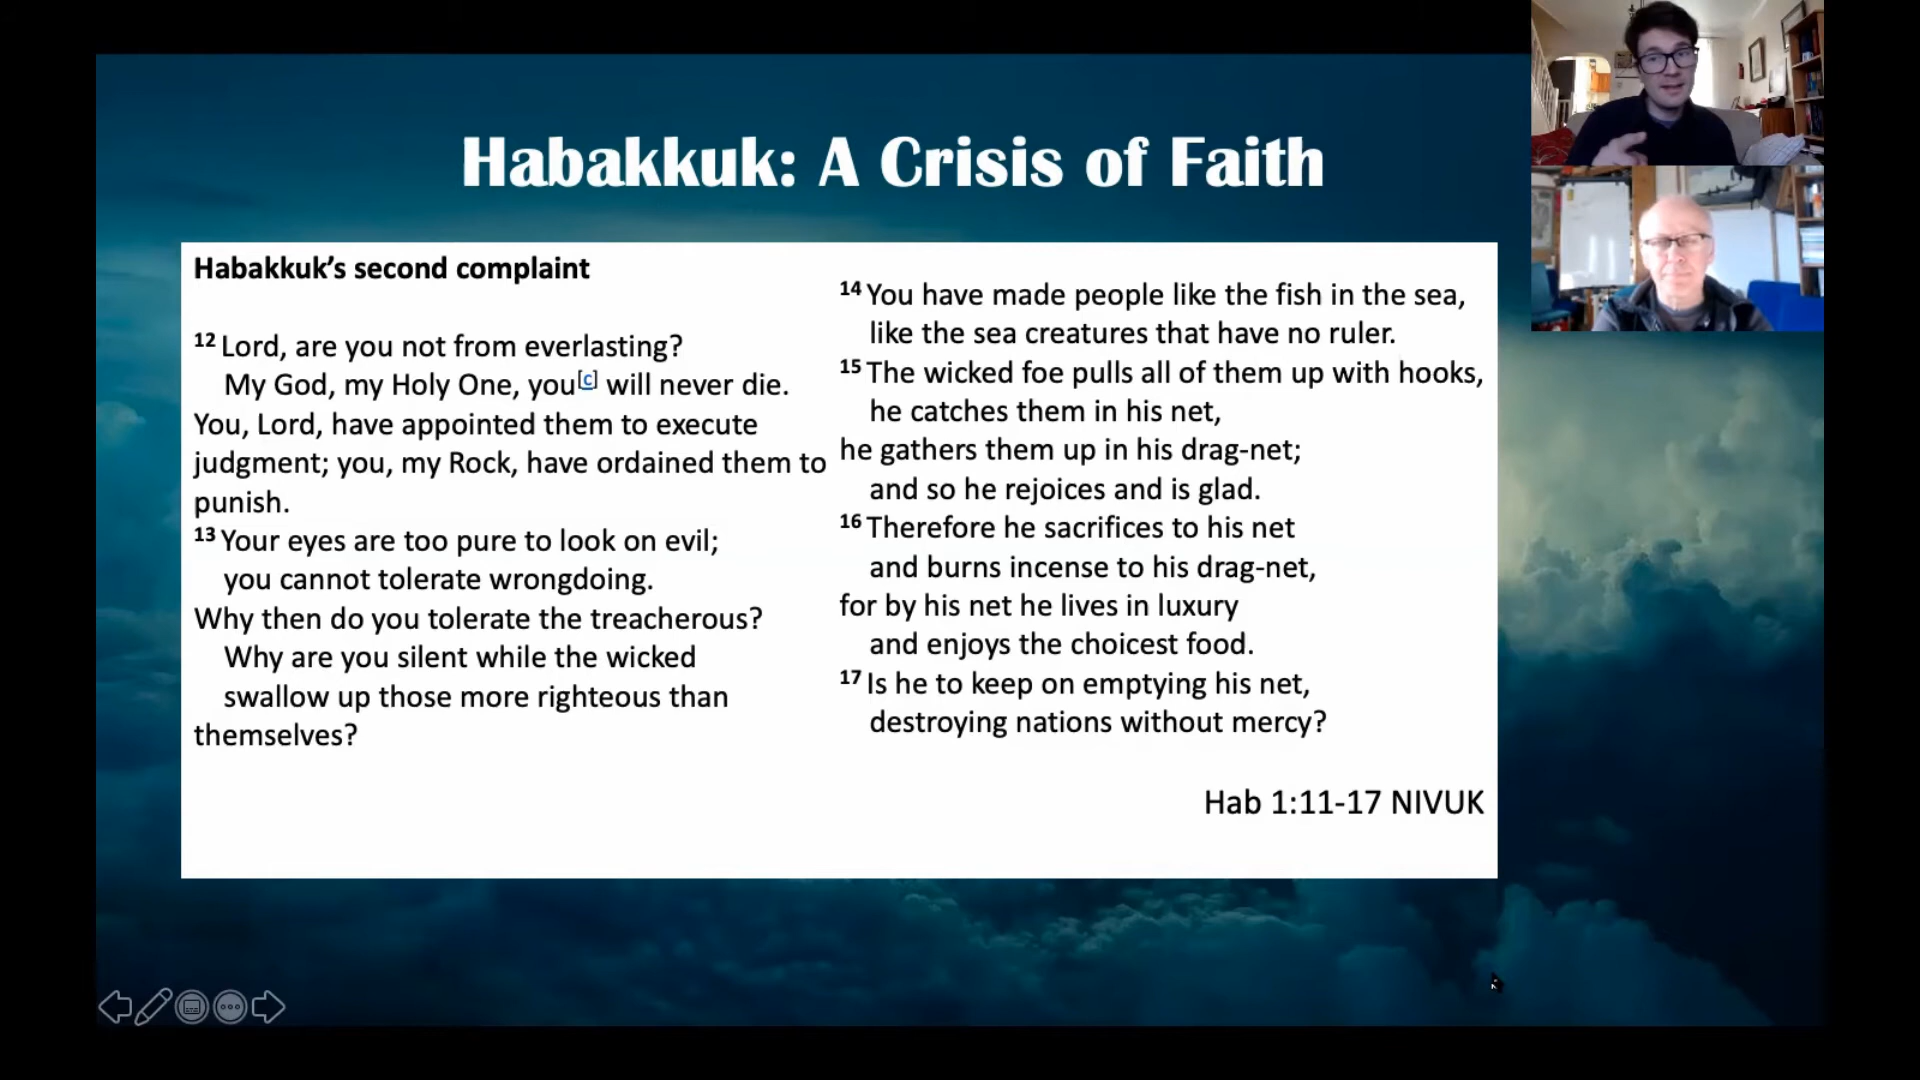 Habakkuk: A Crisis of Faith
Habakkuk’s second complaint
12 Lord, are you not from everlasting?
My God, my Holy One, you[c] will never die.
You, Lord, have appointed them to execute
judgment; you, my Rock, have ordained them to
punish.
13 Your eyes are too pure to look on evil;
you cannot tolerate wrongdoing.
Why then do you tolerate the treacherous?
Why are you silent while the wicked
swallow up those more righteous than
themselves?
14 You have made people like the fish in the sea,
like the sea creatures that have no ruler.
15 The wicked foe pulls all of them up with hooks,
he catches them in his net,
he gathers them up in his drag-net;
and so he rejoices and is glad.
16 Therefore he sacrifices to his net
and burns incense to his drag-net,
for by his net he lives in luxury
and enjoys the choicest food.
17 Is he to keep on emptying his net,
destroying nations without mercy?
Hab 1:11-17 NIVUK